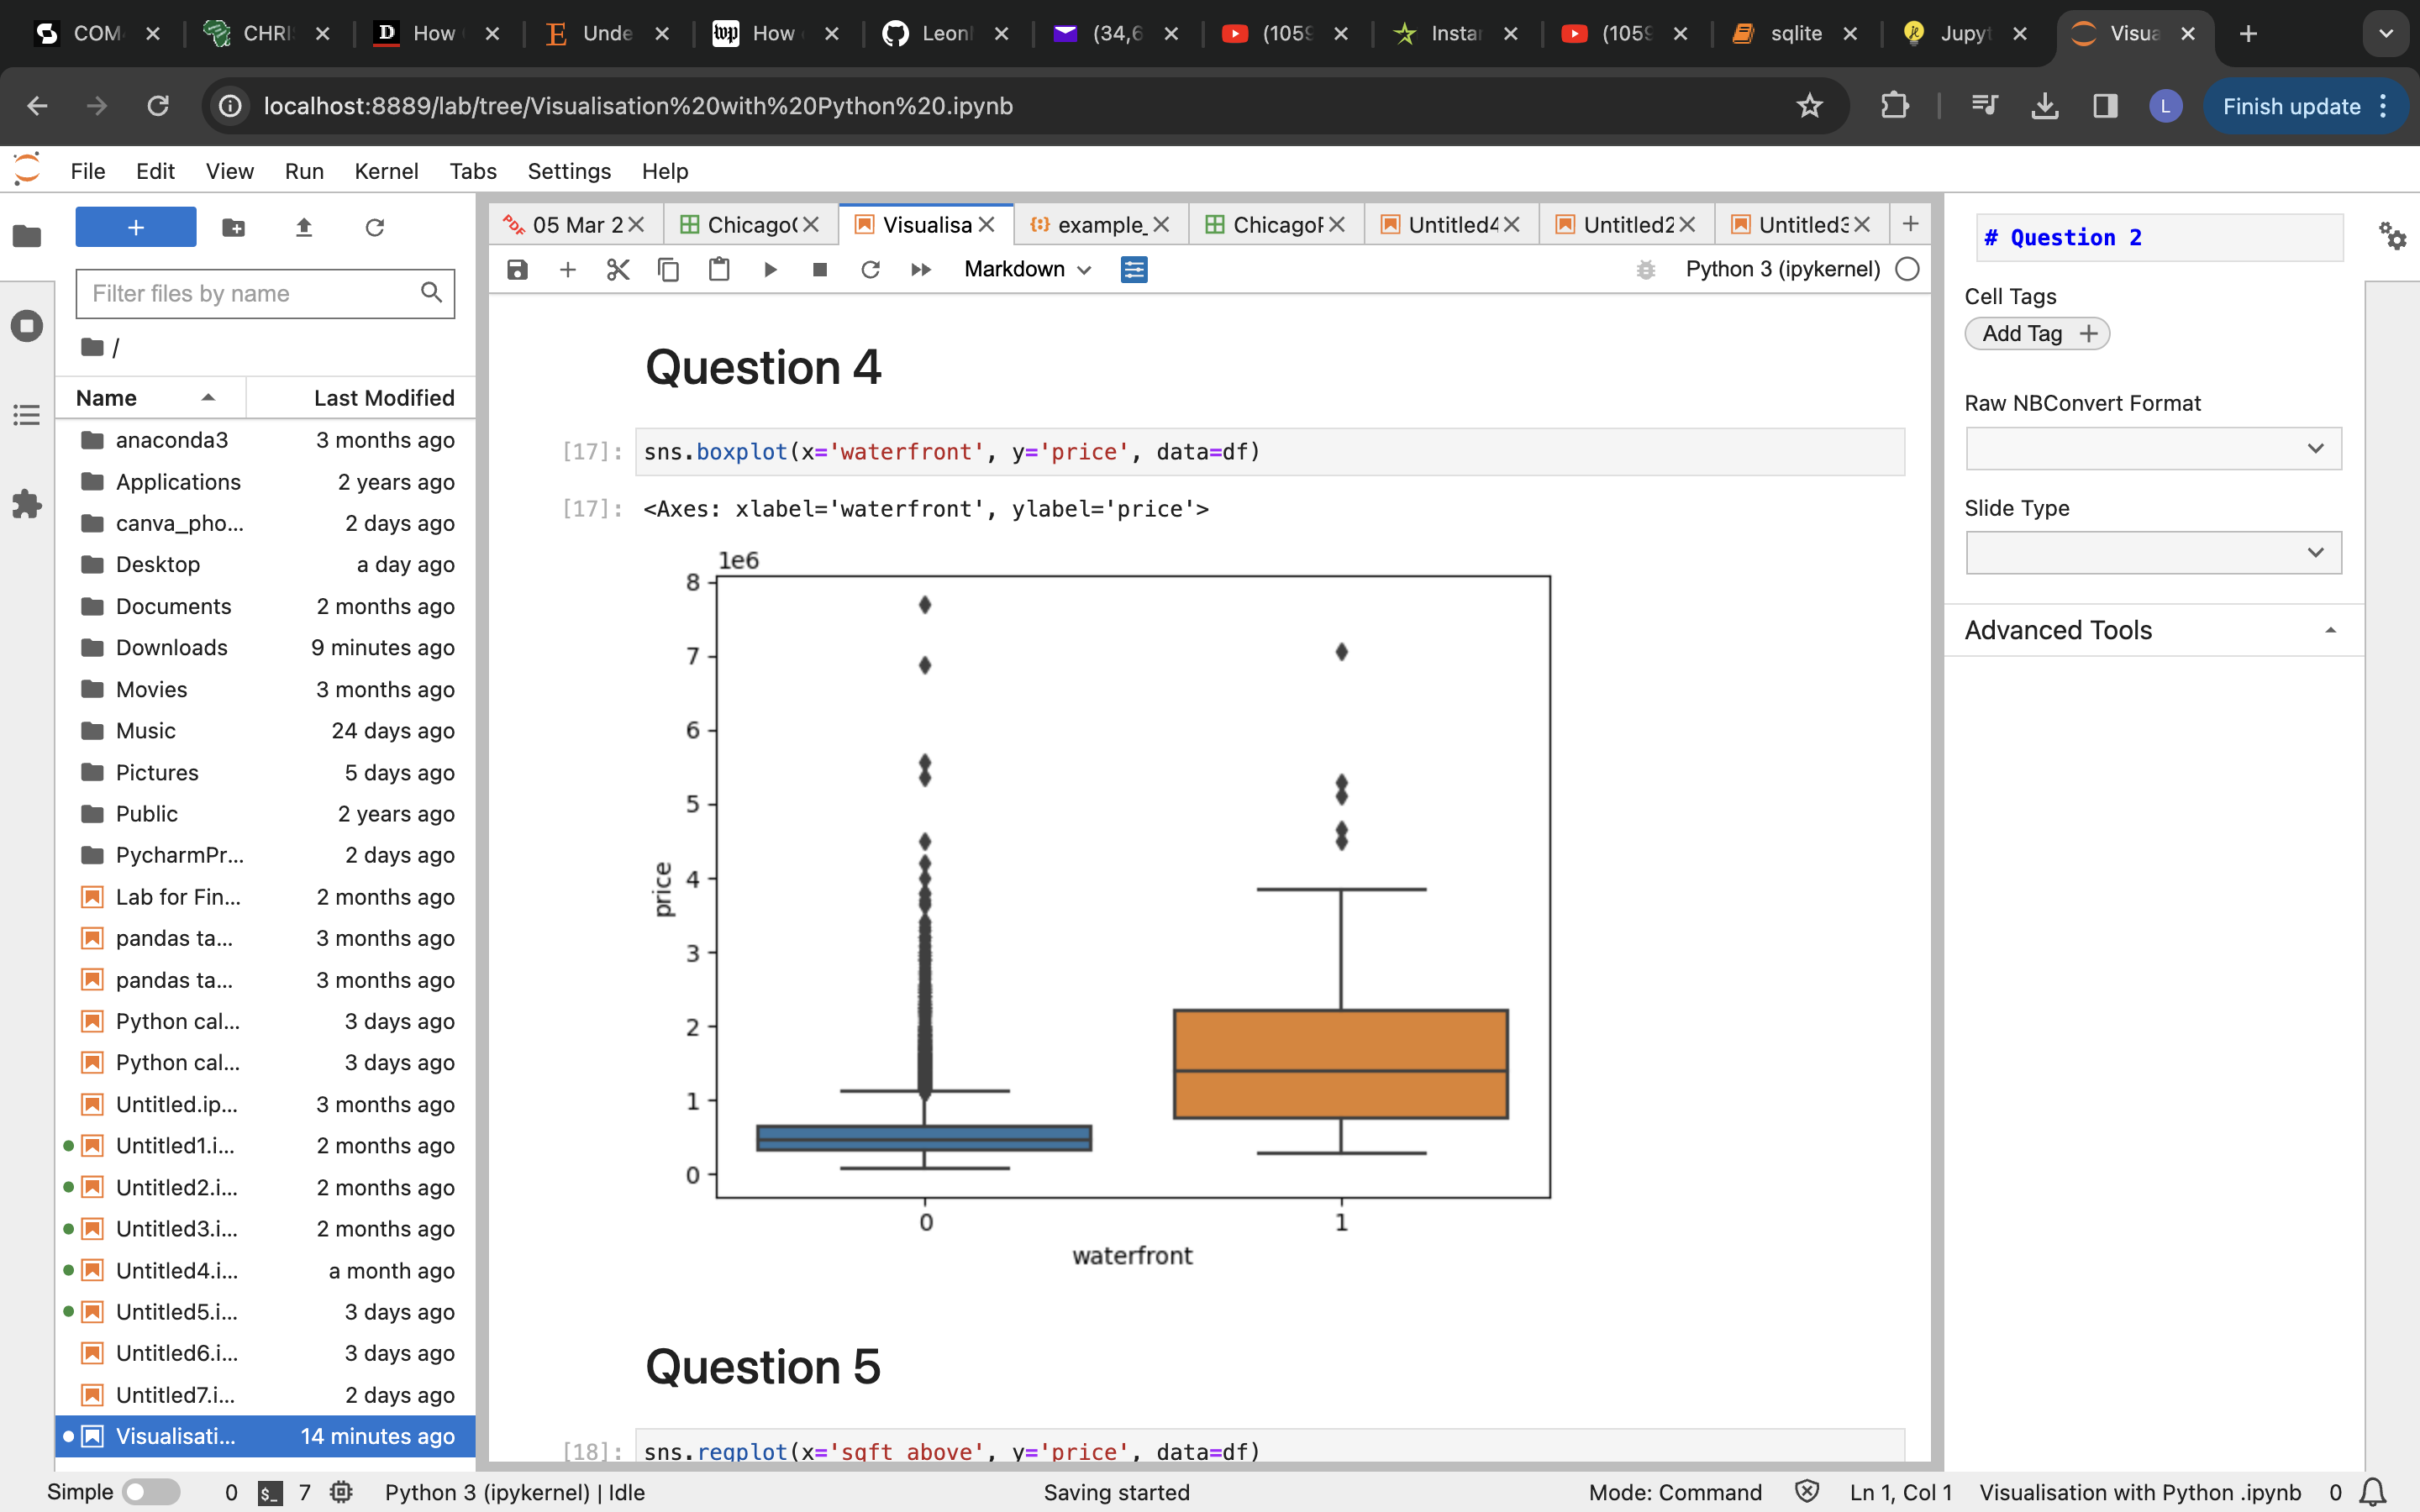 COM
CHRI
How
Unde
How
Leonl
(34,6
(1059
Instar
(1059
sqlite
Jupyt
Visua
localhost:8889/lab/tree/Visualisation%20with%20Python%20.ipynb
L
Finish update
File Edit View Run Kernel Tabs Settings Help
+
Filter files by name
/
Name Last Modified
anaconda3 3 months ago
Applications 2 years ago
canva_pho... 2 days ago
Desktop a day ago
Documents 2 months ago
Downloads 9 minutes ago
Movies 3 months ago
Music 24 days ago
Pictures 5 days ago
Public 2 years ago
PycharmPr... 2 days ago
Lab for Fin... 2 months ago
pandas ta... 3 months ago
pandas ta... 3 months ago
Python cal... 3 days ago
Python cal... 3 days ago
Untitled.ip... 3 months ago
Untitled1.i... 2 months ago
Untitled2.i... 2 months ago
Untitled3.i... 2 months ago
Untitled4.i... a month ago
Untitled5.i... 3 days ago
Untitled6.i... 3 days ago
Untitled7.i... 2 days ago
Visualisati... 14 minutes ago
05 Mar 2
Chicago(
Visualisa
example_
ChicagoF
Untitled4
Untitled2
Untitled3
Markdown
Python 3 (ipykernel)
Question 4
[17]: sns.boxplot(x='waterfront', y='price', data=df)
[17]: <Axes: xlabel='waterfront', ylabel='price'>
1e6
8
7
6
5
4
3
2
1
0
price
0 1
waterfront
Question 5
[18]: sns.regplot(x='sqft_above', y='price', data=df)
# Question 2
Cell Tags
Add Tag +
Raw NBConvert Format
Slide Type
Advanced Tools
Simple 0 $_ 7 Python 3 (ipykernel) | Idle Saving started Mode: Command Ln 1, Col 1 Visualisation with Python .ipynb 0